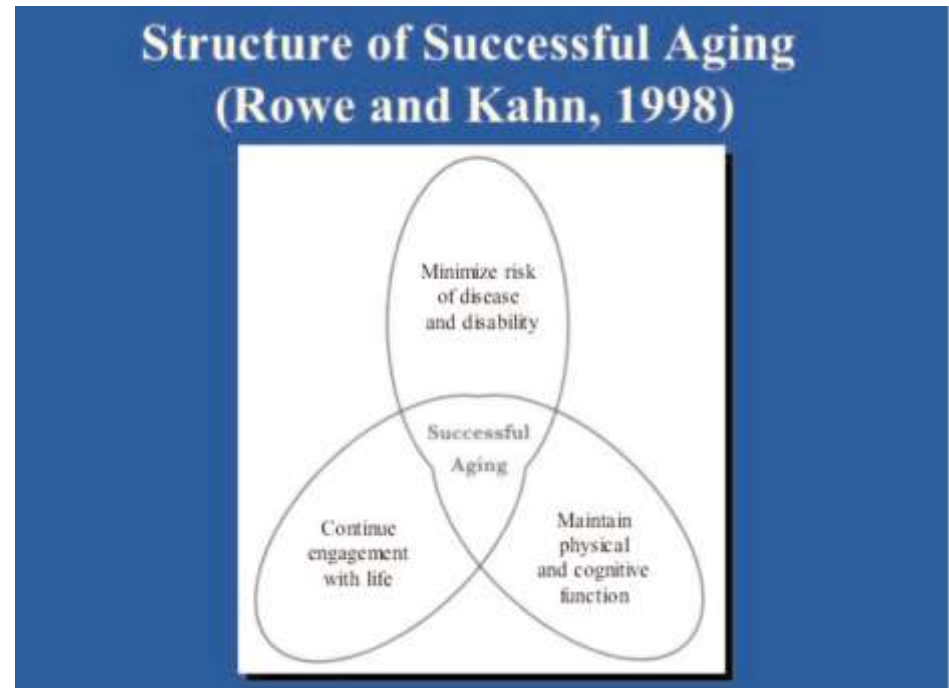 Structure of Successful Aging
(Rowe and Kahn, 1998)
Minimize risk
of disease
and disability
Successful
Aging
Continue
engagement
with life
Maintain
physical
and cognitive
function